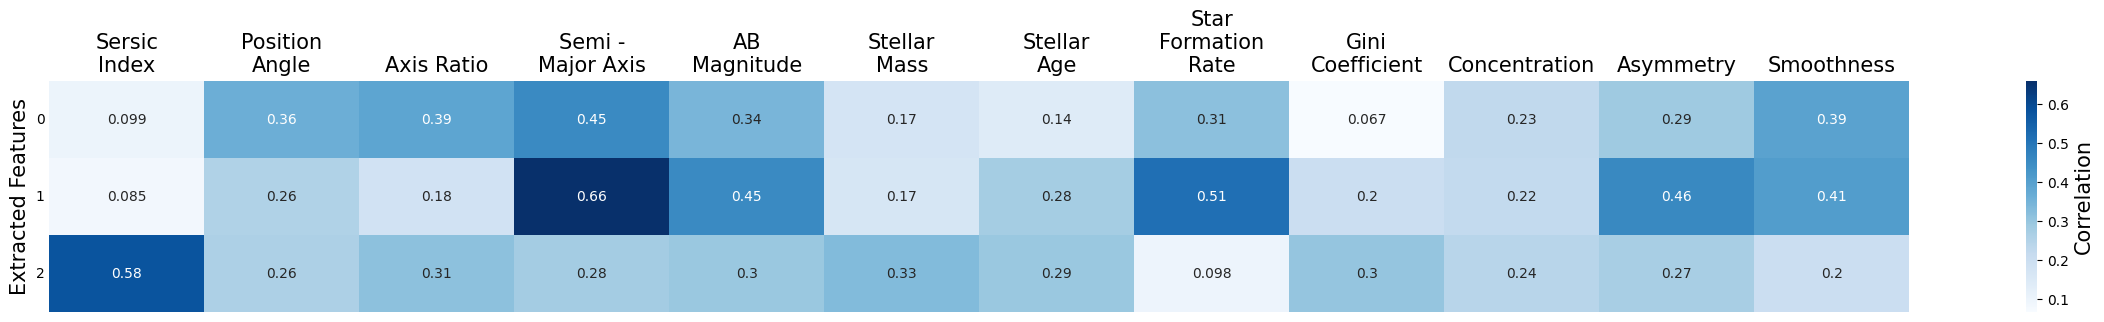 Sersic
Index
Position
Angle
Axis Ratio
Semi -
Major Axis
AB
Magnitude
Stellar
Mass
Stellar
Age
Star
Formation
Rate
Gini
Coefficient
Concentration
Asymmetry
Smoothness
Extracted Features
0
0.099
0.36
0.39
0.45
0.34
0.17
0.14
0.31
0.067
0.23
0.29
0.39
1
0.085
0.26
0.18
0.66
0.45
0.17
0.28
0.51
0.2
0.22
0.46
0.41
2
0.58
0.26
0.31
0.28
0.3
0.33
0.29
0.098
0.3
0.24
0.27
0.2
0.6
0.5
0.4
0.3
0.2
0.1
Correlation